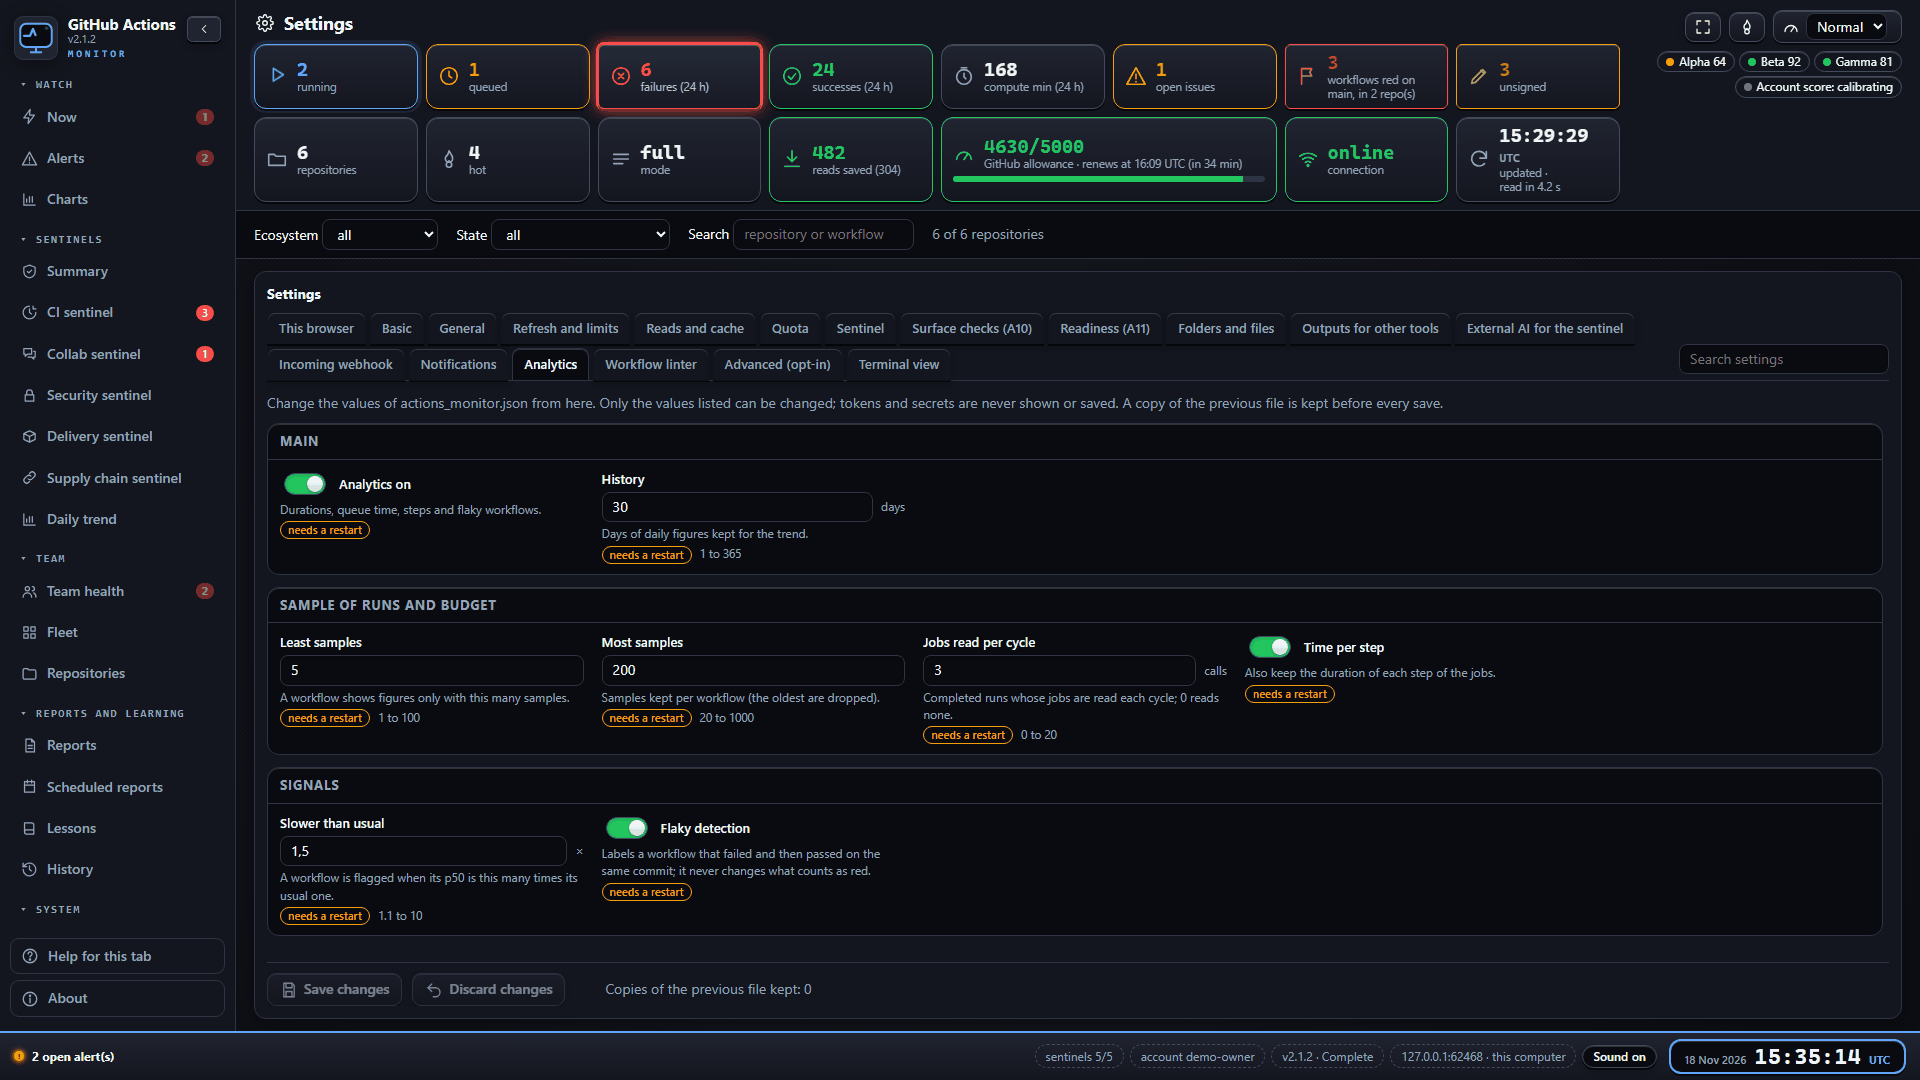 GitHub Actions
v2.1.2
MONITOR
WATCH
Now 1
Alerts 2
Charts
SENTINELS
Summary
CI sentinel 3
Collab sentinel 1
Security sentinel
Delivery sentinel
Supply chain sentinel
Daily trend
TEAM
Team health 2
Fleet
Repositories
REPORTS AND LEARNING
Reports
Scheduled reports
Lessons
History
SYSTEM
Help for this tab
About
Settings
2
running
1
queued
6
failures (24 h)
24
successes (24 h)
168
compute min (24 h)
1
open issues
3
workflows red on
main, in 2 repo(s)
3
unsigned
Normal
Alpha 64
Beta 92
Gamma 81
Account score: calibrating
6
repositories
4
hot
full
mode
482
reads saved (304)
4630/5000
GitHub allowance · renews at 16:09 UTC (in 34 min)
online
connection
15:29:29
UTC
updated ·
read in 4.2 s
Ecosystem all
State all
Search repository or workflow
6 of 6 repositories
Settings
This browser Basic General Refresh and limits Reads and cache Quota Sentinel Surface checks (A10) Readiness (A11) Folders and files Outputs for other tools External AI for the sentinel
Incoming webhook Notifications Analytics Workflow linter Advanced (opt-in) Terminal view
Search settings
Change the values of actions_monitor.json from here. Only the values listed can be changed; tokens and secrets are never shown or saved. A copy of the previous file is kept before every save.
MAIN
Analytics on
Durations, queue time, steps and flaky workflows.
needs a restart
History
30 days
Days of daily figures kept for the trend.
needs a restart 1 to 365
SAMPLE OF RUNS AND BUDGET
Least samples
5
A workflow shows figures only with this many samples.
needs a restart 1 to 100
Most samples
200
Samples kept per workflow (the oldest are dropped).
needs a restart 20 to 1000
Jobs read per cycle
3 calls
Completed runs whose jobs are read each cycle; 0 reads
none.
needs a restart 0 to 20
Time per step
Also keep the duration of each step of the jobs.
needs a restart
SIGNALS
Slower than usual
1,5 ×
A workflow is flagged when its p50 is this many times its
usual one.
needs a restart 1.1 to 10
Flaky detection
Labels a workflow that failed and then passed on the
same commit; it never changes what counts as red.
needs a restart
Save changes
Discard changes
Copies of the previous file kept: 0
2 open alert(s)
sentinels 5/5
account demo-owner
v2.1.2 · Complete
127.0.0.1:62468 · this computer
Sound on
18 Nov 2026 15:35:14 UTC